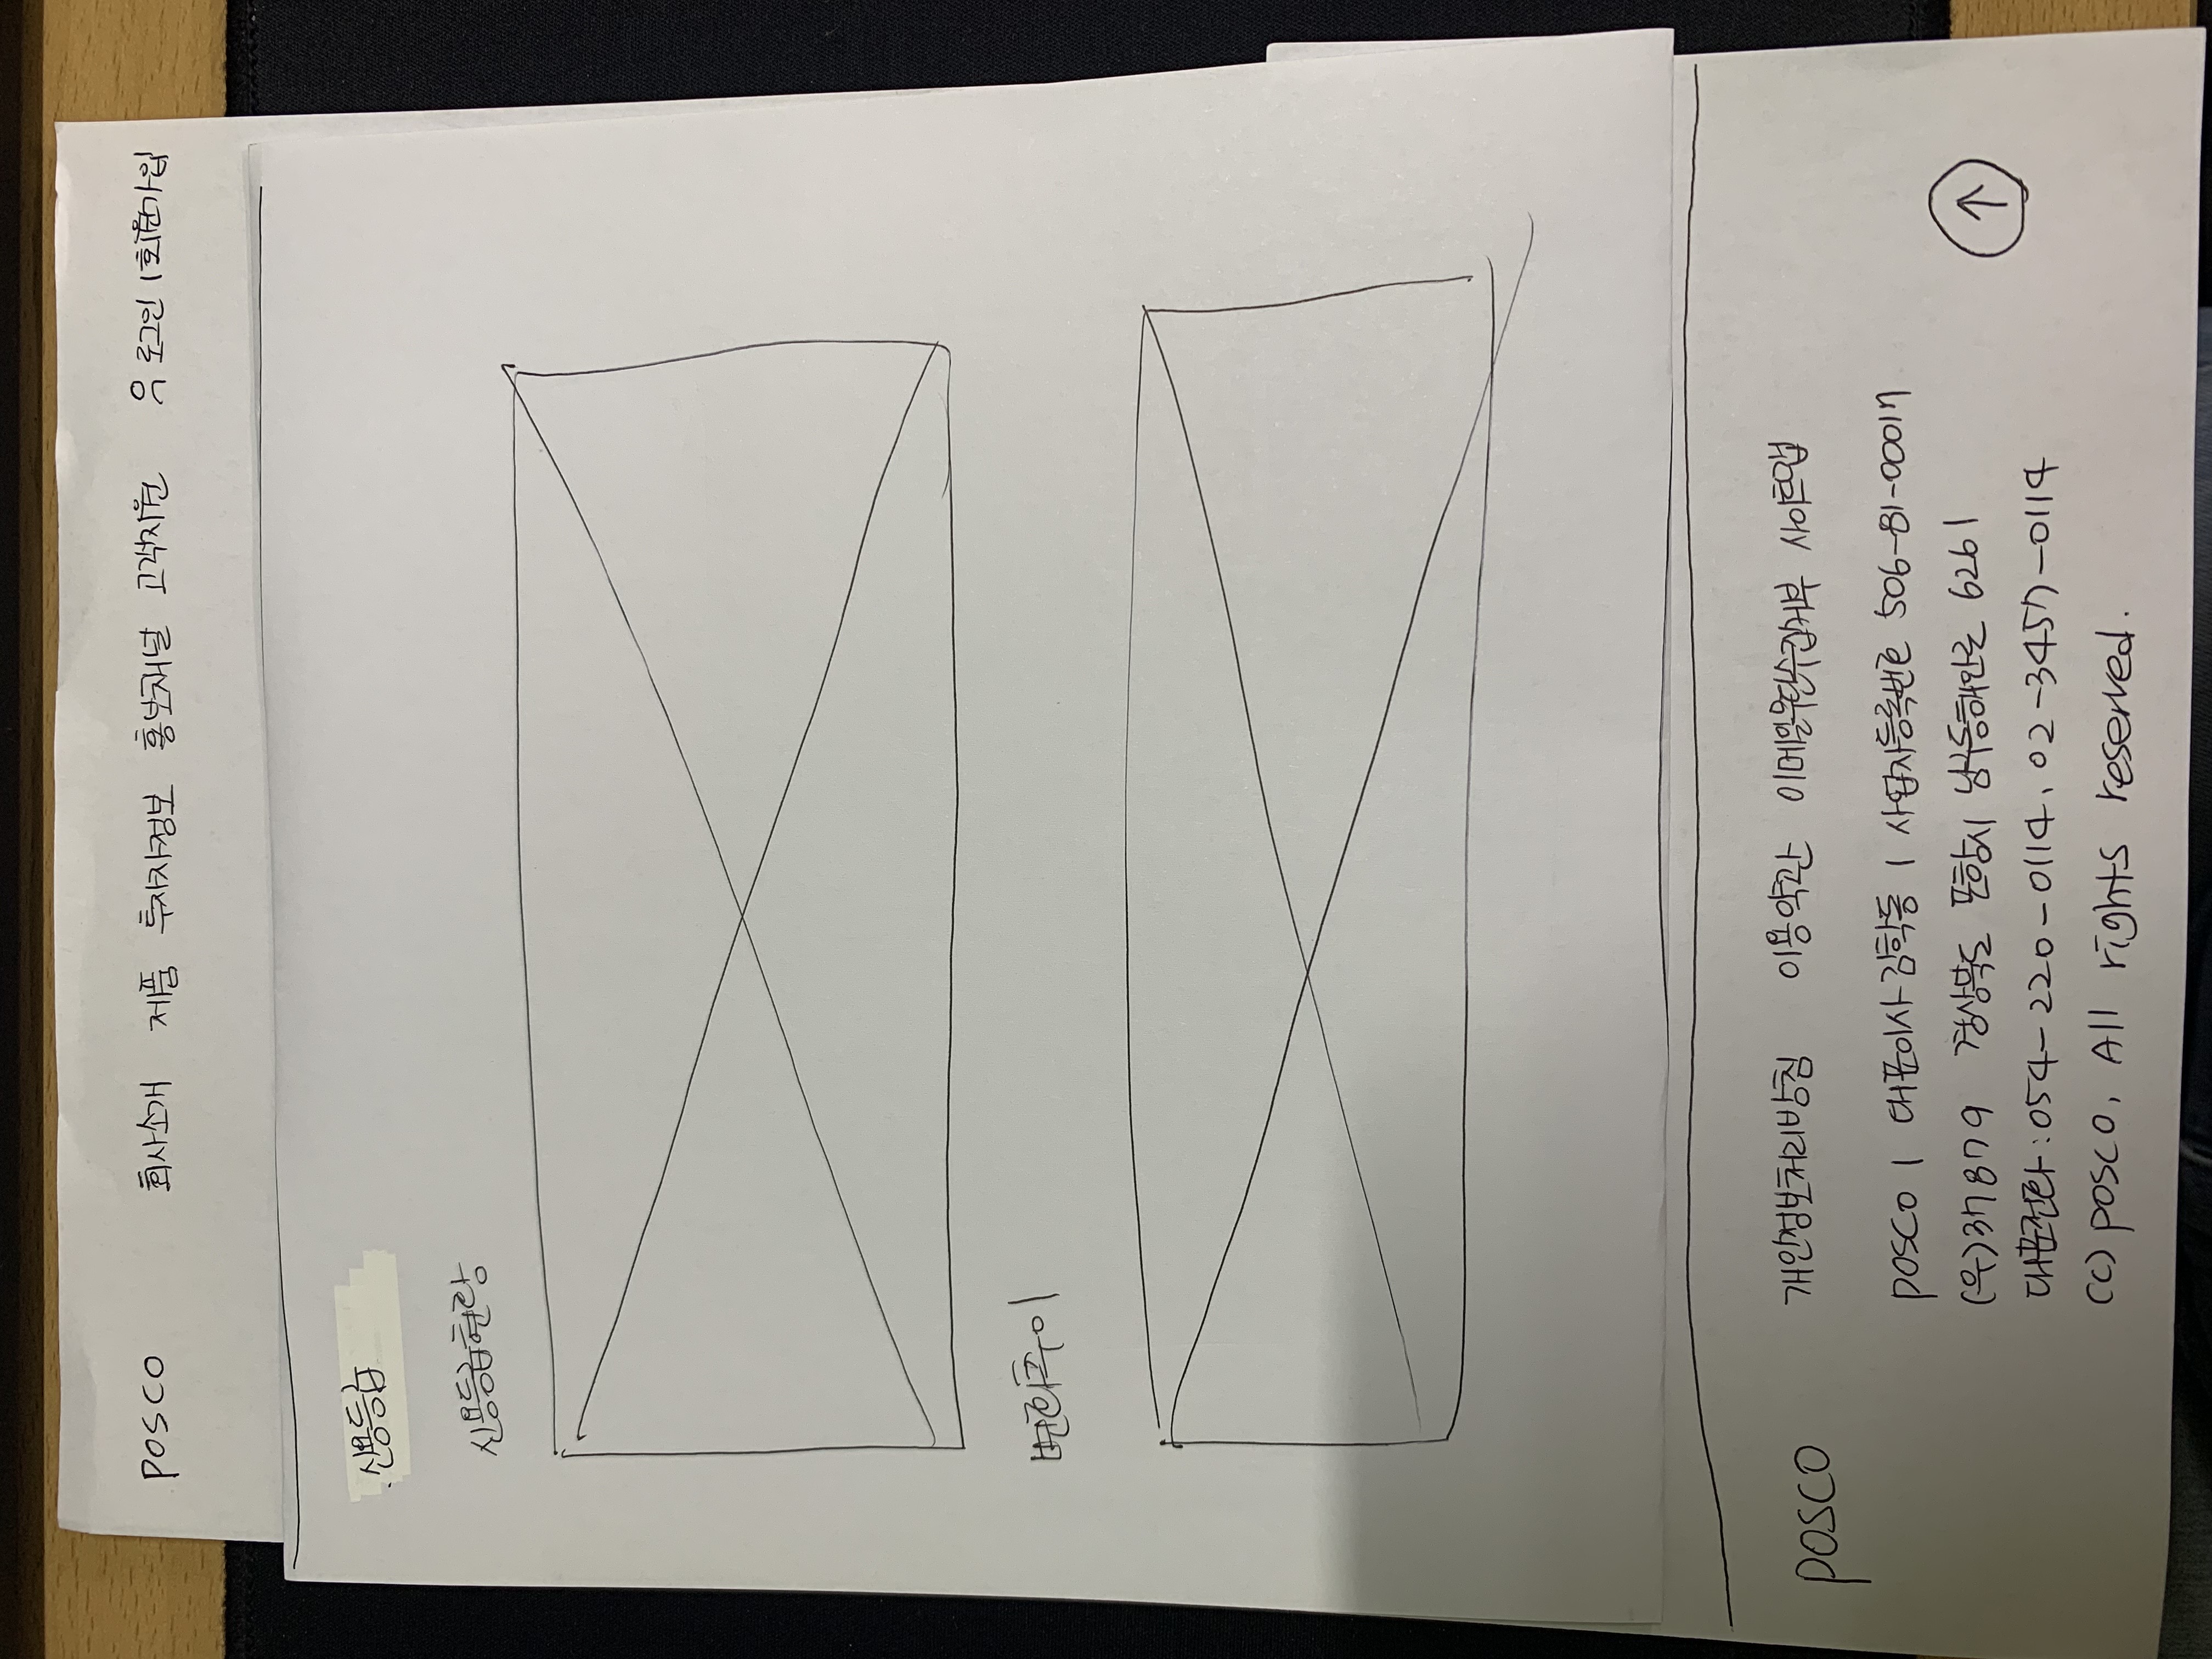 POSCO 회사소개 제품 투자자정보 홍보채널 고객지원 로그인 | 회원가입
신용등급
신용등급현황
변화추이
POSCO 개인정보처리방침 이용약관 이메일무단수집거부 사이트맵
POSCO | 대표이사 김학동 | 사업자등록번호 506-81-00017
(우)37879 경상북도 포항시 남구동해안로 6261
대표전화 : 054-220-0114, 02-3457-0114
(C) POSCO, All rights reserved.